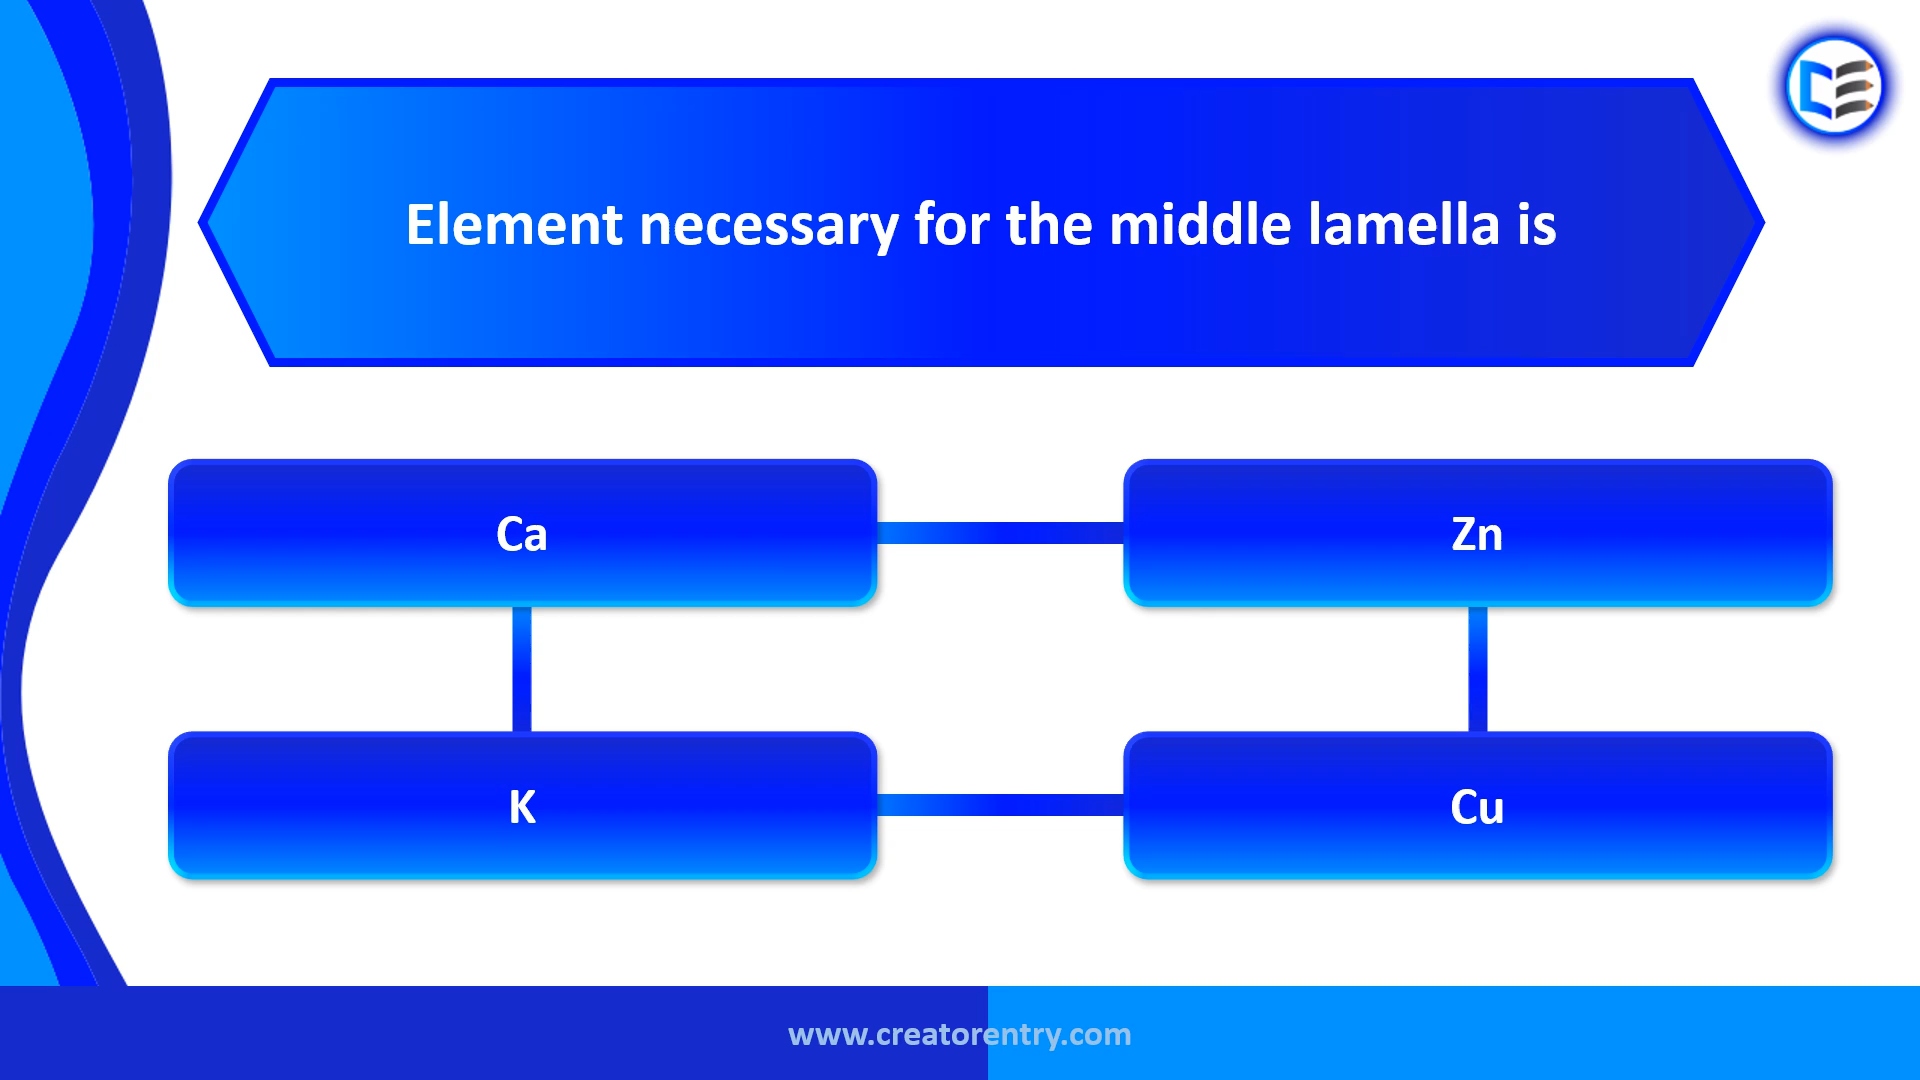 Element necessary for the middle lamella is
Ca
Zn
K
Cu
www.creatorentry.com